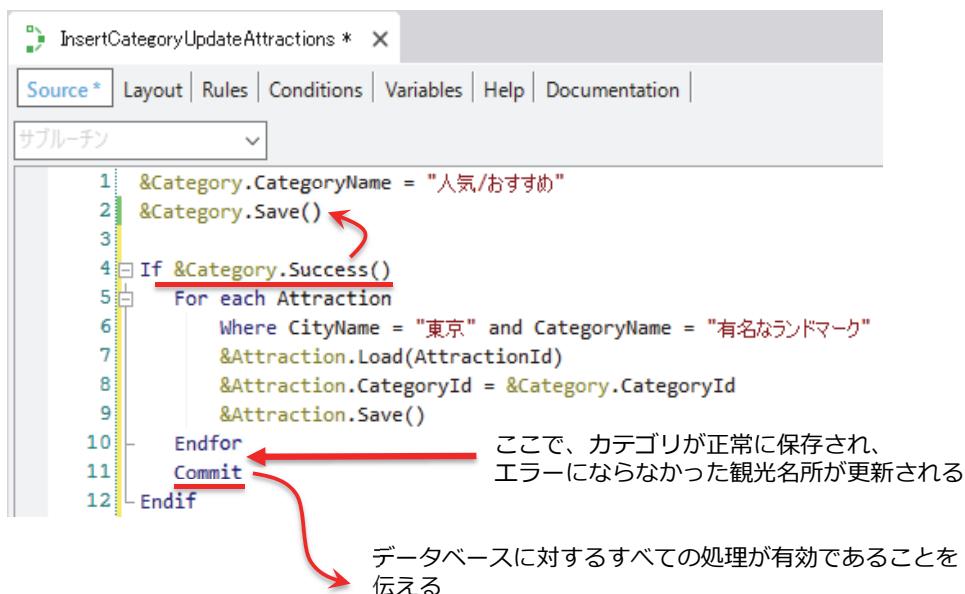 InsertCategoryUpdateAttractions * ×
Source * Layout Rules Conditions Variables Help Documentation
サブルーチン
1 &Category.CategoryName = "人気/おすすめ"
2 &Category.Save()
3
4 If &Category.Success()
5 For each Attraction
6 Where CityName = "東京" and CategoryName = "有名なランドマーク"
7 &Attraction.Load(AttractionId)
8 &Attraction.CategoryId = &Category.CategoryId
9 &Attraction.Save()
10 Endfor
11 Commit
12 Endif
ここで、カテゴリが正常に保存され、
エラーにならなかった観光名所が更新される
データベースに対するすべての処理が有効であることを
伝える